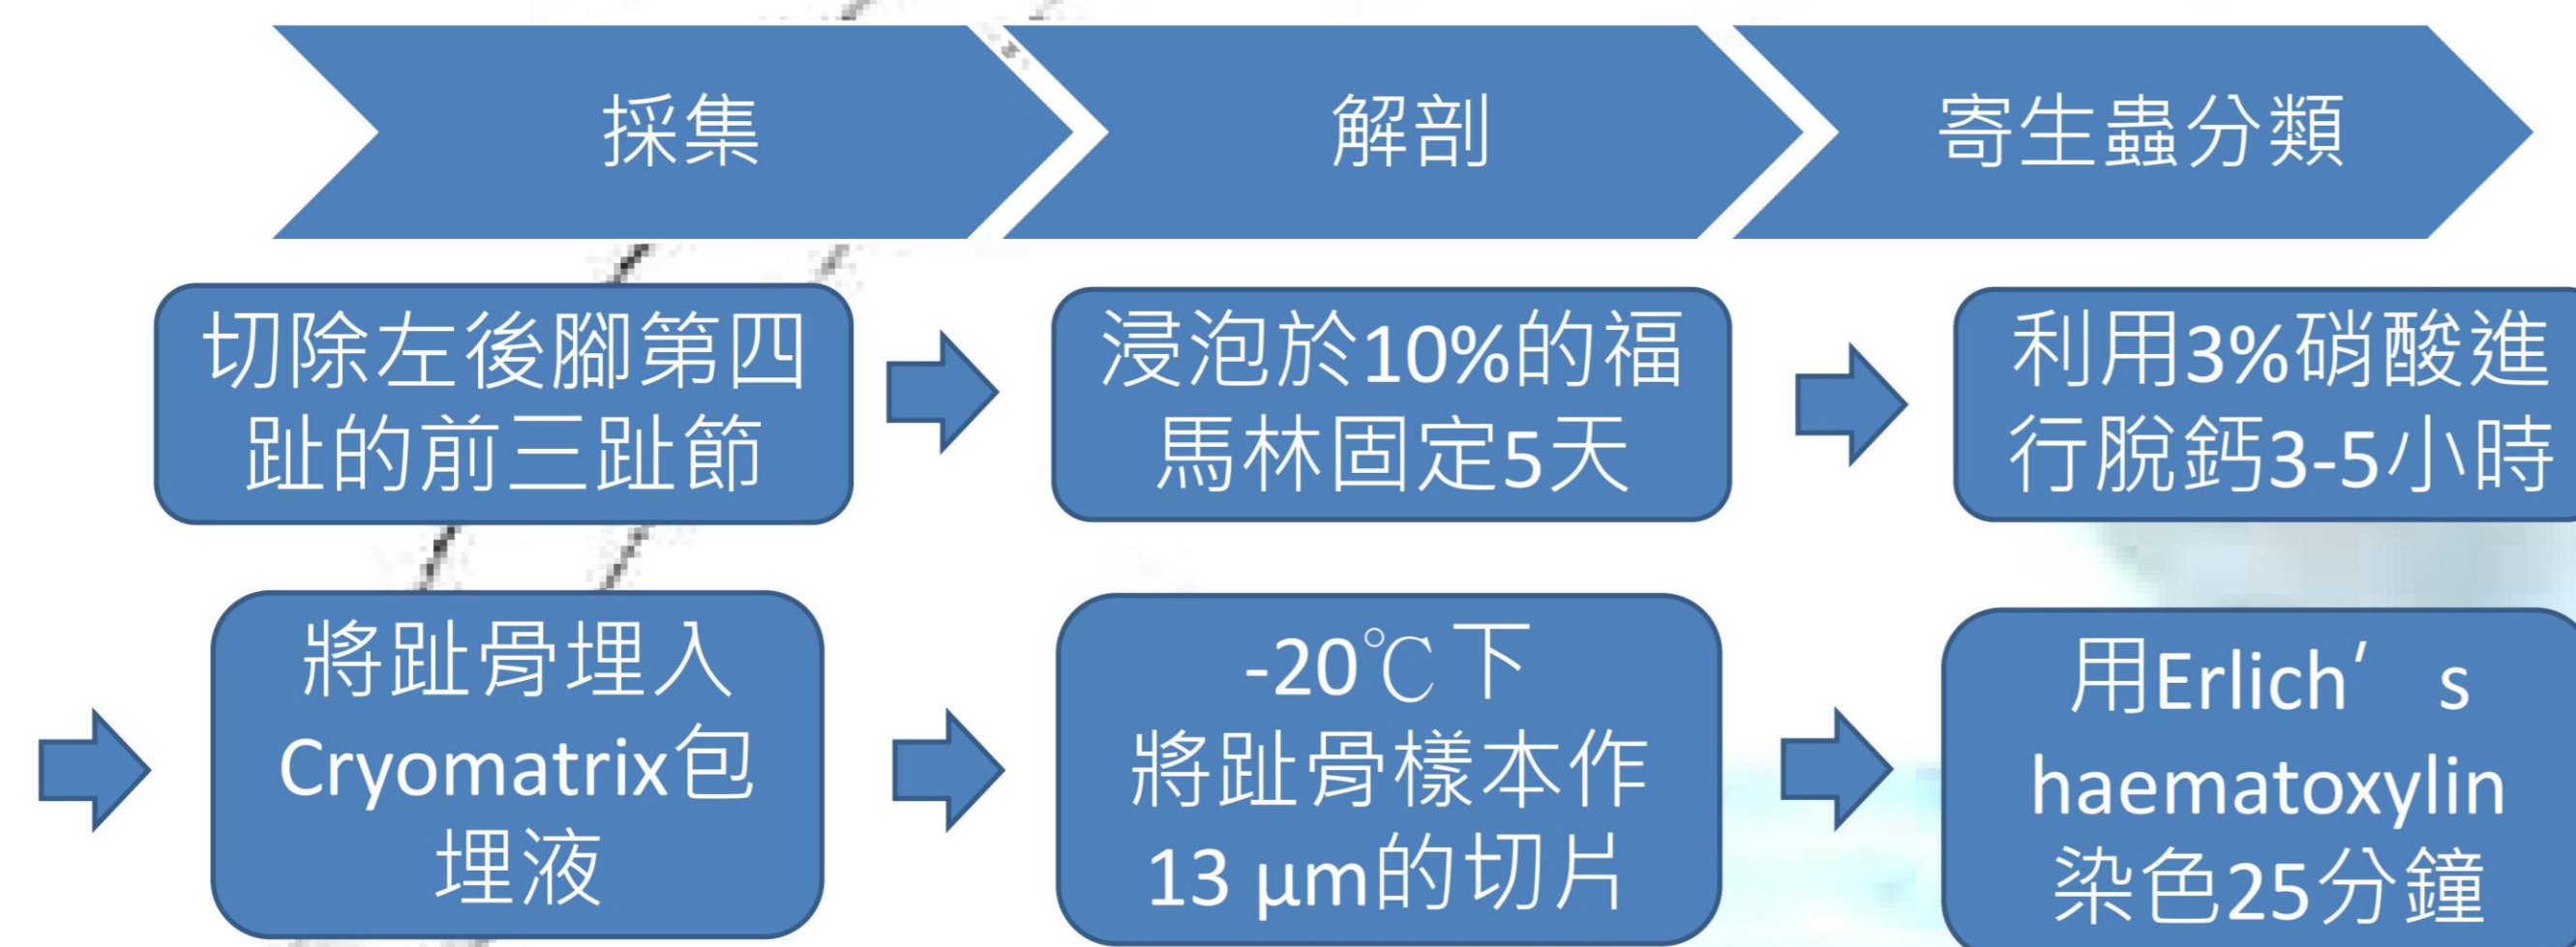 採集
解剖
寄生蟲分類
切除左後腳第四
趾的前三趾節
浸泡於10%的福
馬林固定5天
利用3%硝酸進
行脫鈣3-5小時
將趾骨埋入
Cryomatrix包
埋液
-20℃下
將趾骨樣本作
13 μm的切片
用Erlich’s
haematoxylin
染色25分鐘